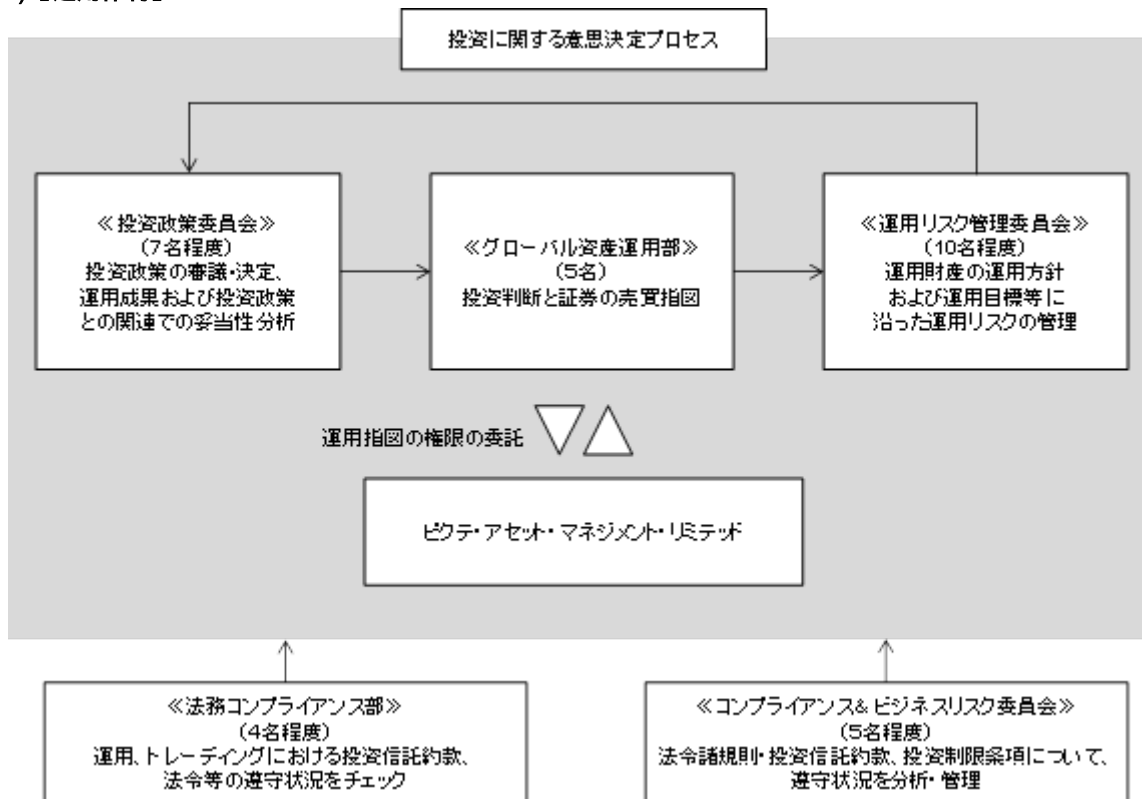 投資に関する意思決定プロセス
≪投資政策委員会≫
(7名程度)
投資政策の審議・決定、
運用成果および投資政策
との関連での妥当性分析
≪グローバル資産運用部≫
(5名)
投資判断と証券の売買指図
≪運用リスク管理委員会≫
(10名程度)
運用財産の運用方針
および運用目標等に
沿った運用リスクの管理
運用指図の権限の委託
ピクテ・アセット・マネジメント・リミテッド
≪法務コンプライアンス部≫
(4名程度)
運用、トレーディングにおける投資信託約款、
法令等の遵守状況をチェック
≪コンプライアンス&ビジネスリスク委員会≫
(5名程度)
法令諸規則・投資信託約款、投資制限条項について、
遵守状況を分析・管理